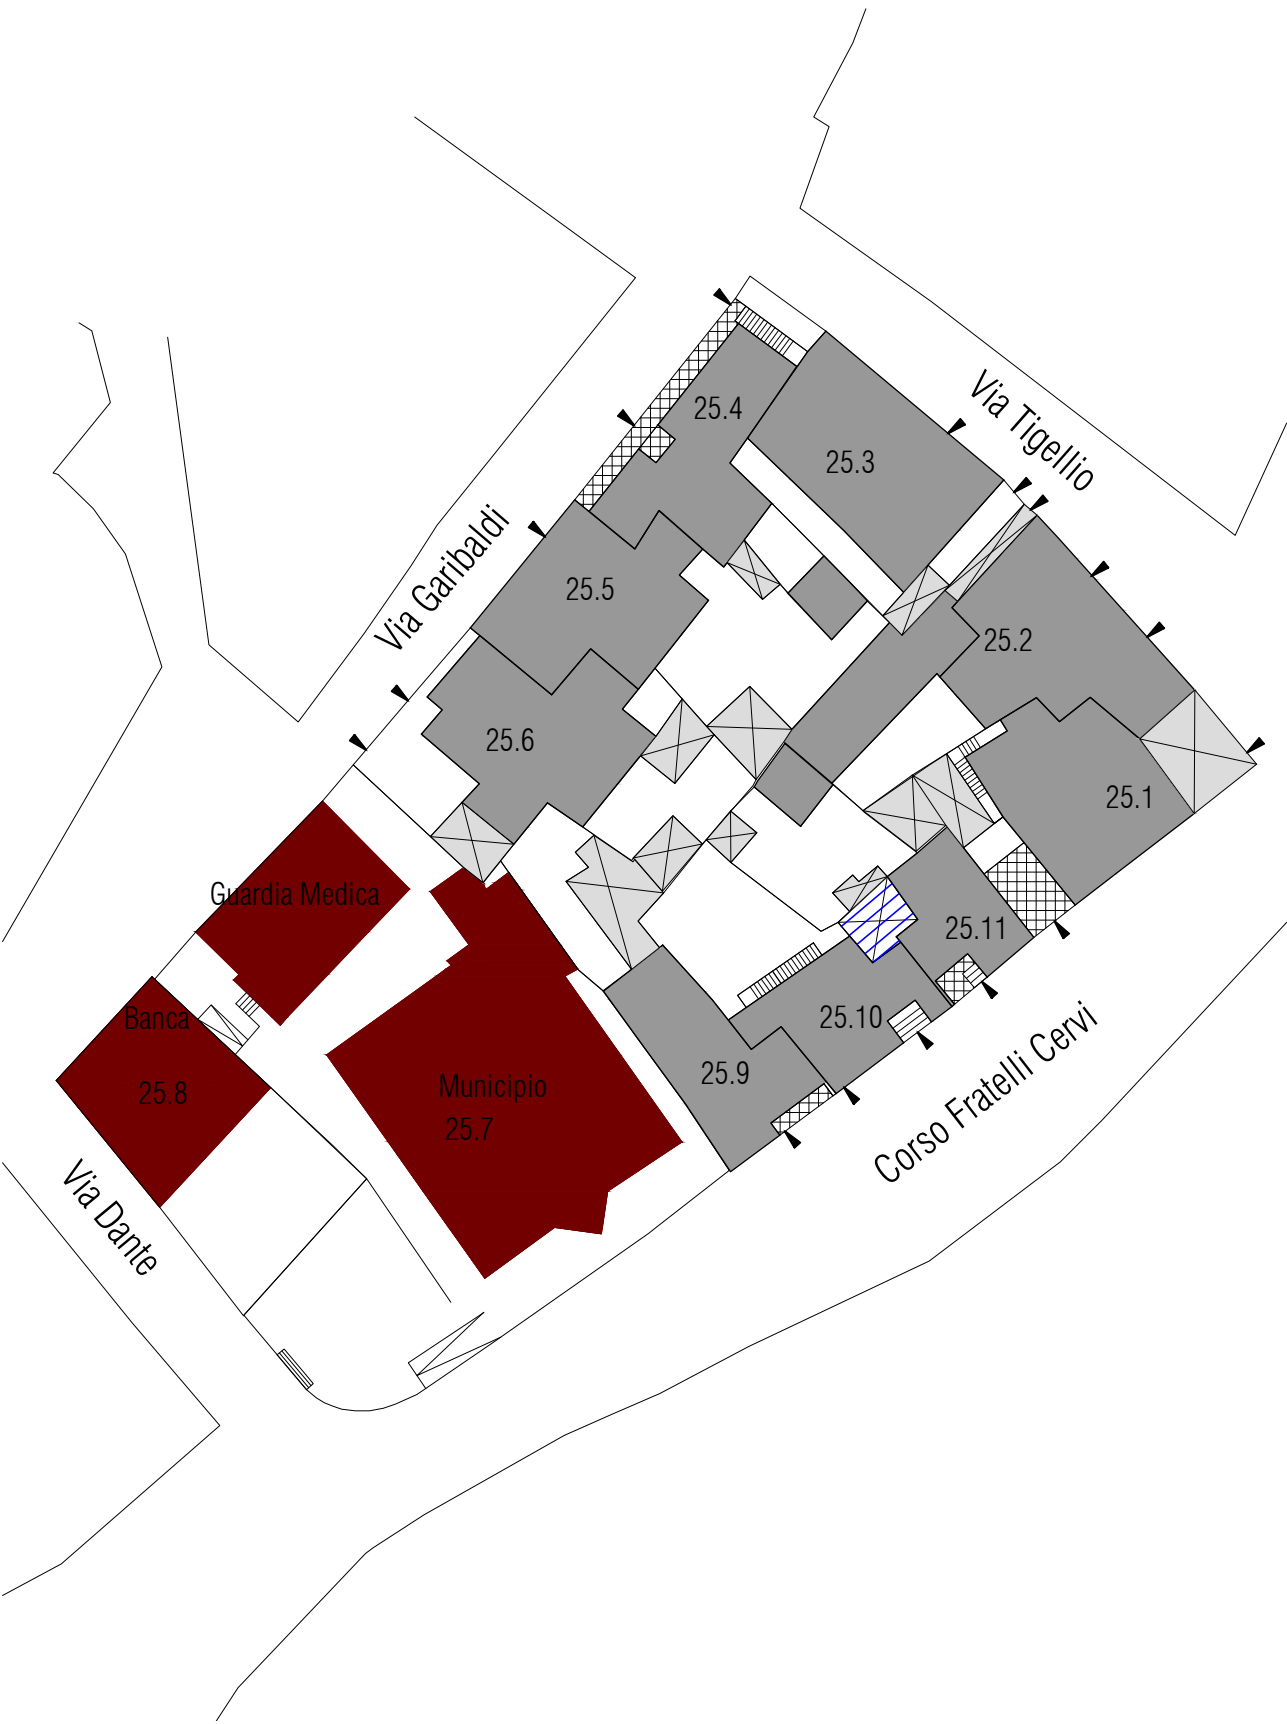 Via Tigellio
25.4
25.3
Via Garibaldi
25.5
25.2
25.6
25.1
Guardia Medica
25.11
Banca
25.10
25.8
Municipio
25.7
25.9
Corso Fratelli Cervi
Via Dante